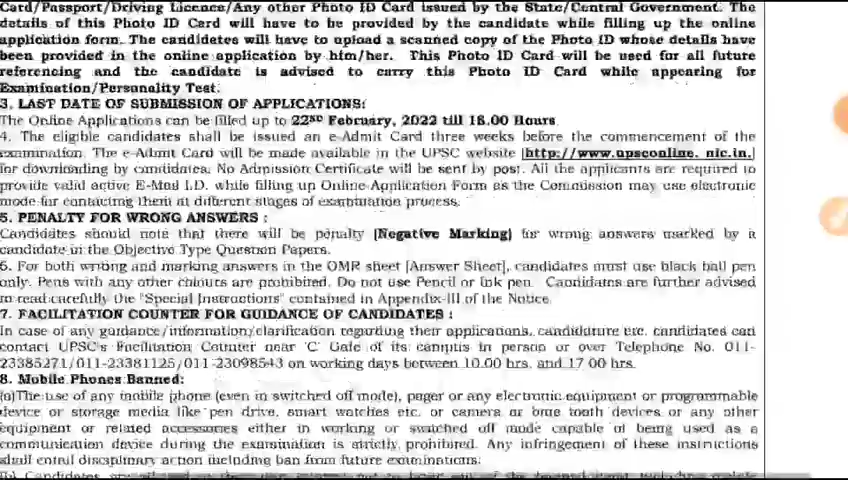 Card/Passport/Driving Licence/Any other Photo ID Card issued by the State/Central Government. The
details of this Photo ID Card will have to be provided by the candidate while filling up the online
application form. The candidates will have to upload a scanned copy of the Photo ID whose details have
been provided in the online application by him/her. This Photo ID Card will be used for all future
referencing and the candidate is advised to carry this Photo ID Card while appearing for
Examination/Personality Test.
3. LAST DATE OF SUBMISSION OF APPLICATIONS:
The Online Applications can be filled up to 22ND February, 2022 till 18.00 Hours
4. The eligible candidates shall be issued an e-Admit Card three weeks before the commencement of the
examination. The e-Admit Card will be made available in the UPSC website [http://www.upsconline. nic.in.]
for downloading by candidates. No Admission Certificate will be sent by post. All the applicants are required to
provide valid active E-Mail I.D. while filling up Online Application Form as the Commission may use electronic
mode for contacting them at different stages of examination process.
5. PENALTY FOR WRONG ANSWERS :
Candidates should note that there will be penalty (Negative Marking) for wrong answers marked by a
candidate in the Objective Type Question Papers.
6. For both writing and marking answers in the OMR sheet [Answer Sheet], candidates must use black ball pen
only. Pens with any other colours are prohibited. Do not use Pencil or Ink pen. Candidates are further advised
to read carefully the "Special Instructions" contained in Appendix-III of the Notice.
7. FACILITATION COUNTER FOR GUIDANCE OF CANDIDATES :
In case of any guidance/information/clarification regarding their applications, candidature etc. candidates can
contact UPSC's Facilitation Counter near 'C' Gate of its campus in person or over Telephone No. 011-
23385271/011-23381125/011-23098543 on working days between 10.00 hrs. and 17.00 hrs.
8. Mobile Phones Banned:
(a)The use of any mobile phone (even in switched off mode), pager or any electronic equipment or programmable
device or storage media like pen drive, smart watches etc. or camera or blue tooth devices or any other
equipment or related accessories either in working or switched off mode capable of being used as a
communication device during the examination is strictly prohibited. Any infringement of these instructions
shall entail disciplinary action including ban from future examinations.